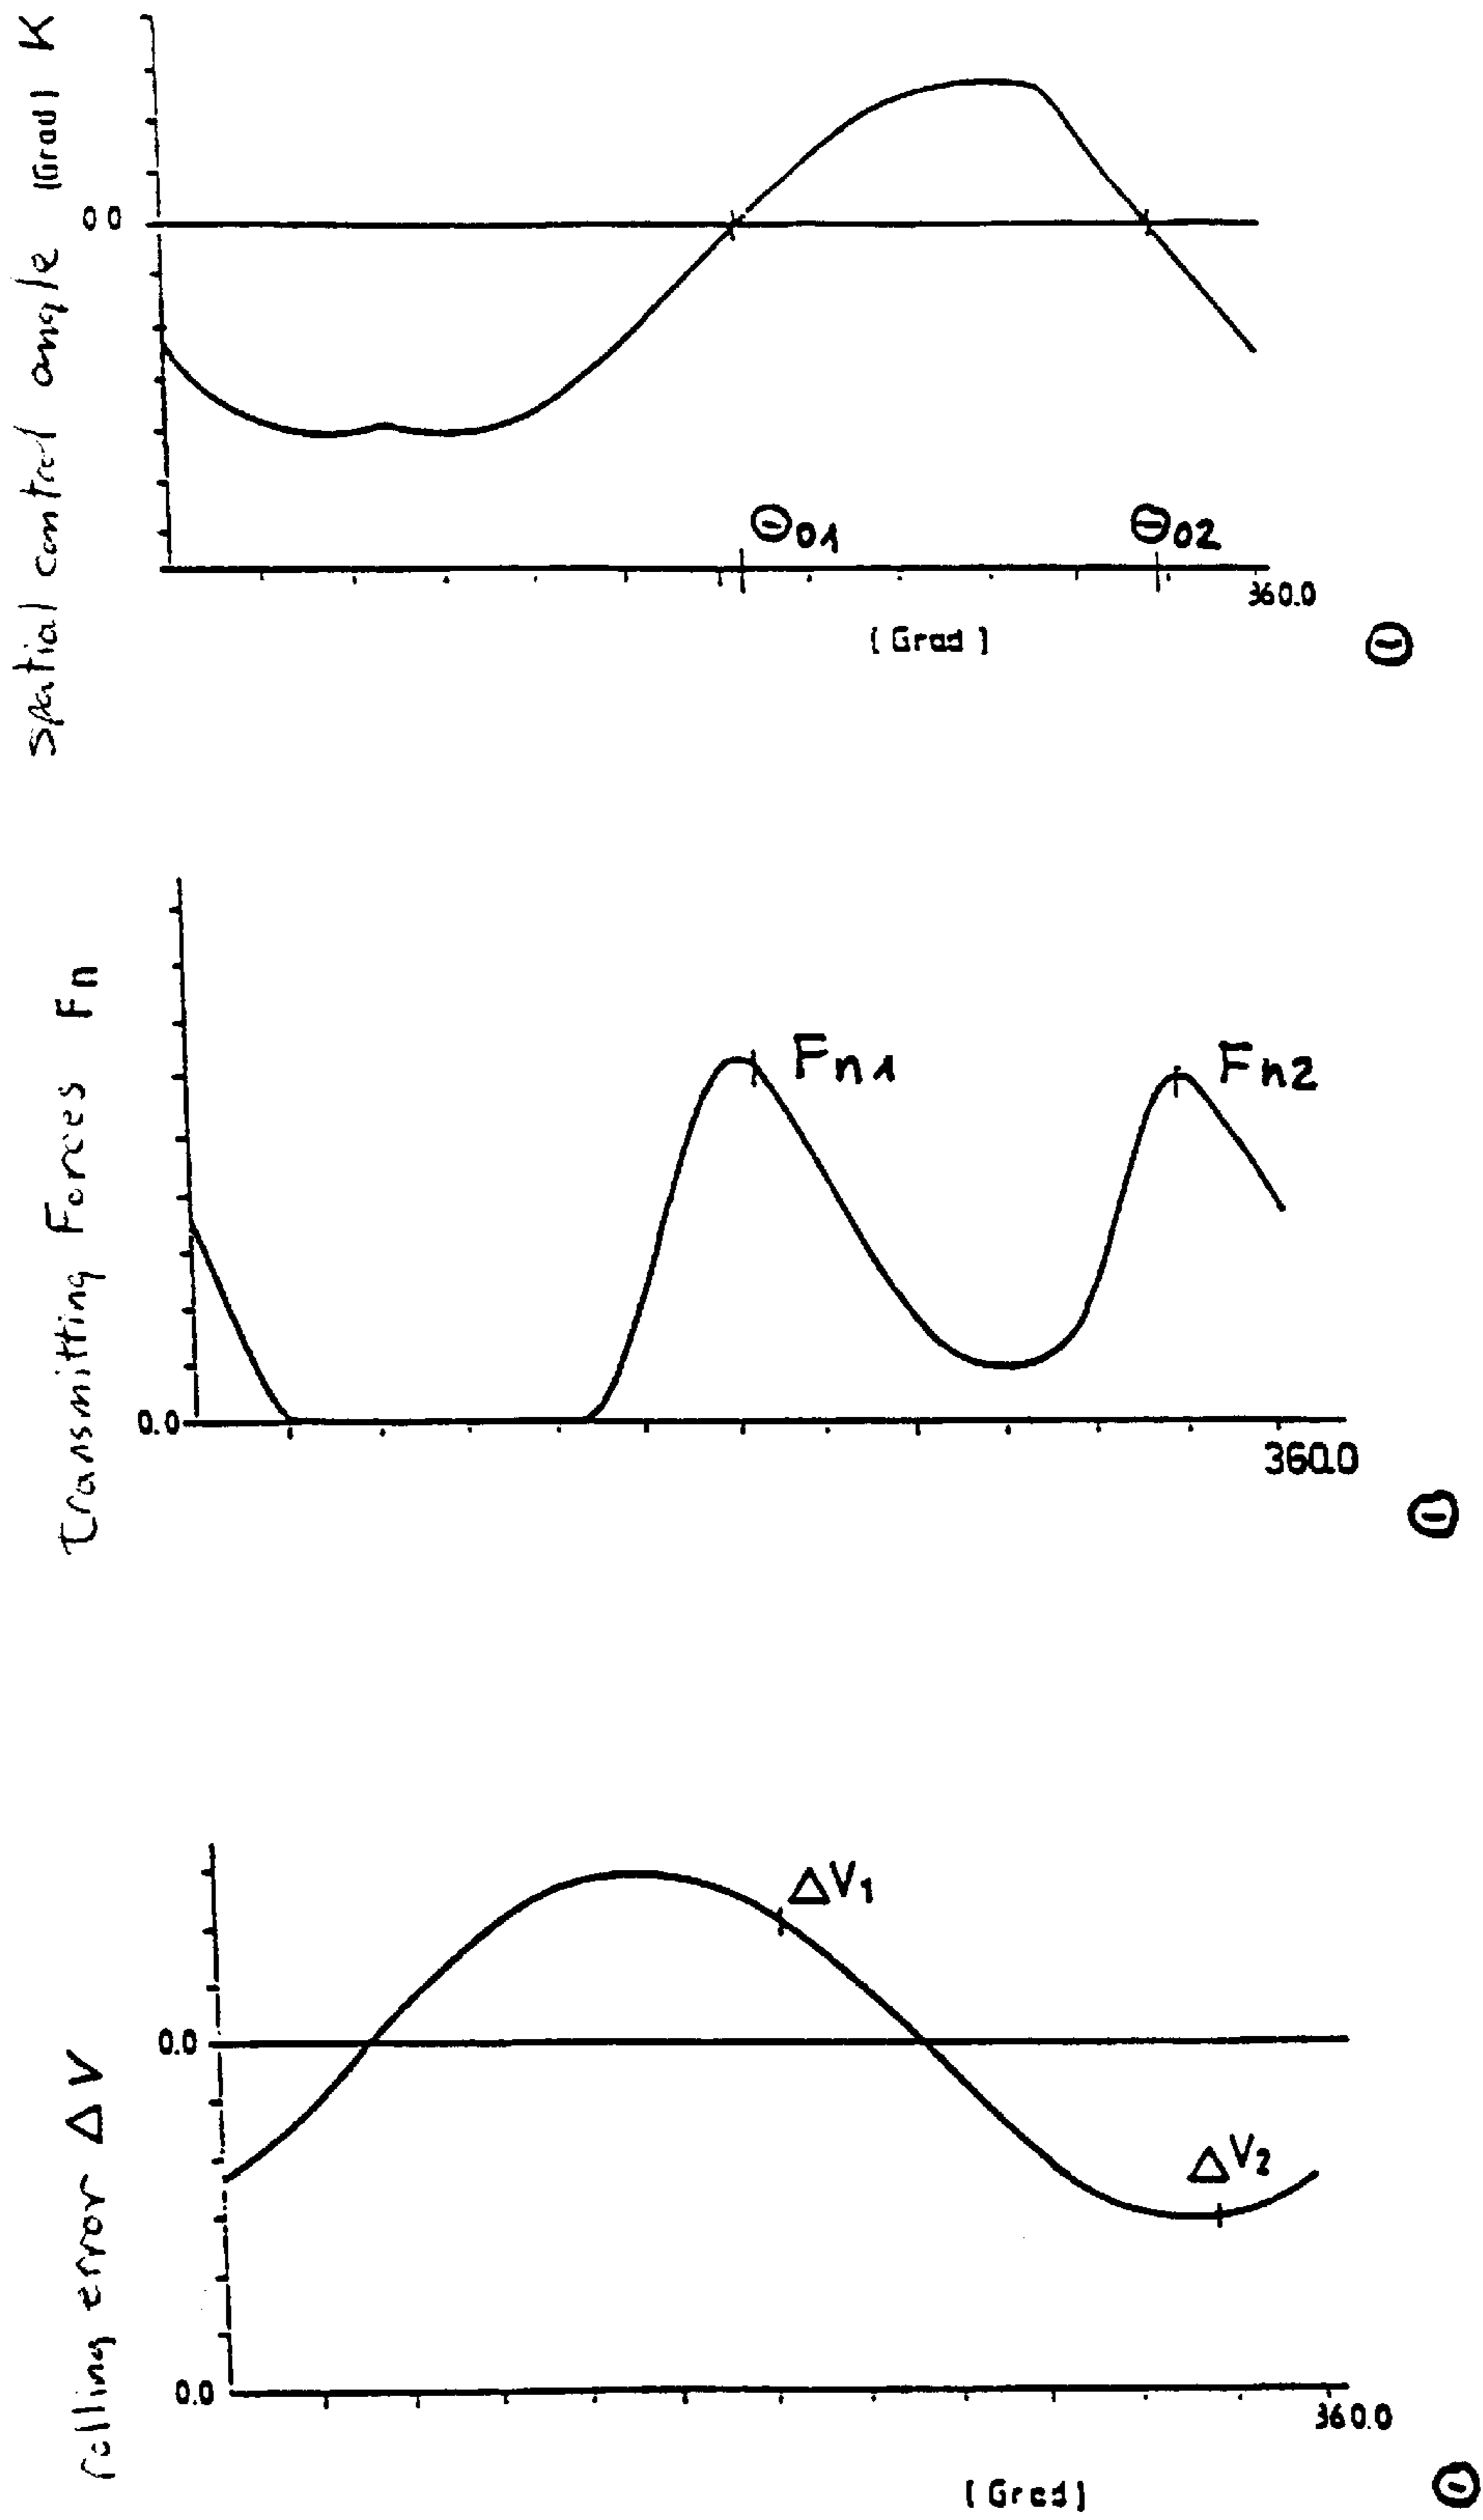 Spatial control angle (Grad) K
0 0
Θ01
Θ02
360.0
[Grad]
Θ
Transmitting Forces Fn
Fn1
Fn2
0.0
360.0
Θ
rolling error ΔV
ΔV1
0.0
ΔV2
0.0
360.0
[Grad]
Θ